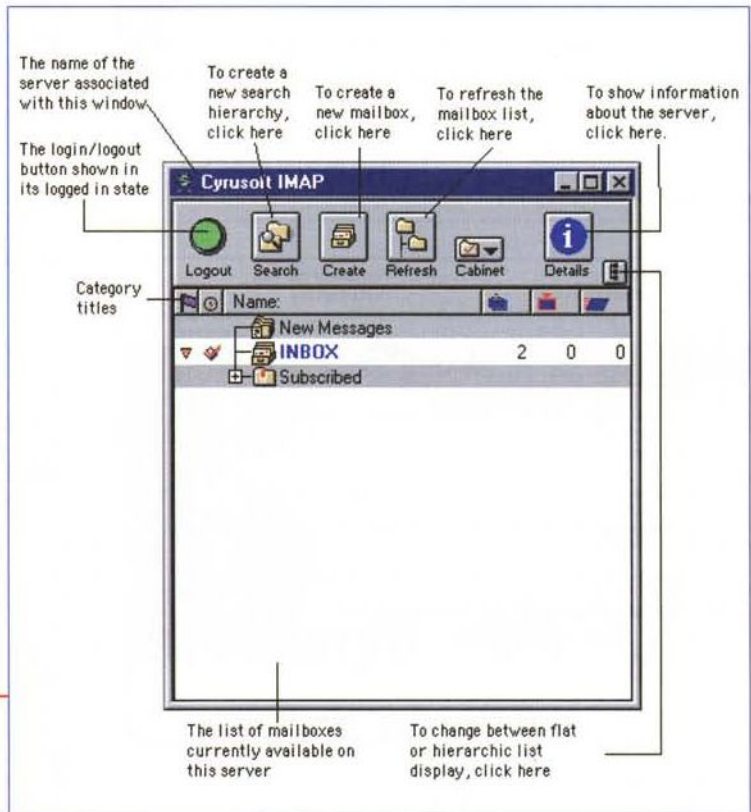 The name of the
server associated
with this window
To create a
new search
hierarchy,
click here
To create a
new mailbox,
click here
To refresh the
mailbox list,
click here
To show information
about the server,
click here.
The login/logout
button shown in
its logged in state
Cyrusoft IMAP
Logout Search Create Refresh Cabinet Details
Category
titles
Name:
New Messages
INBOX 2 0 0
Subscribed
The list of mailboxes
currently available on
this server
To change between flat
or hierarchic list
display, click here